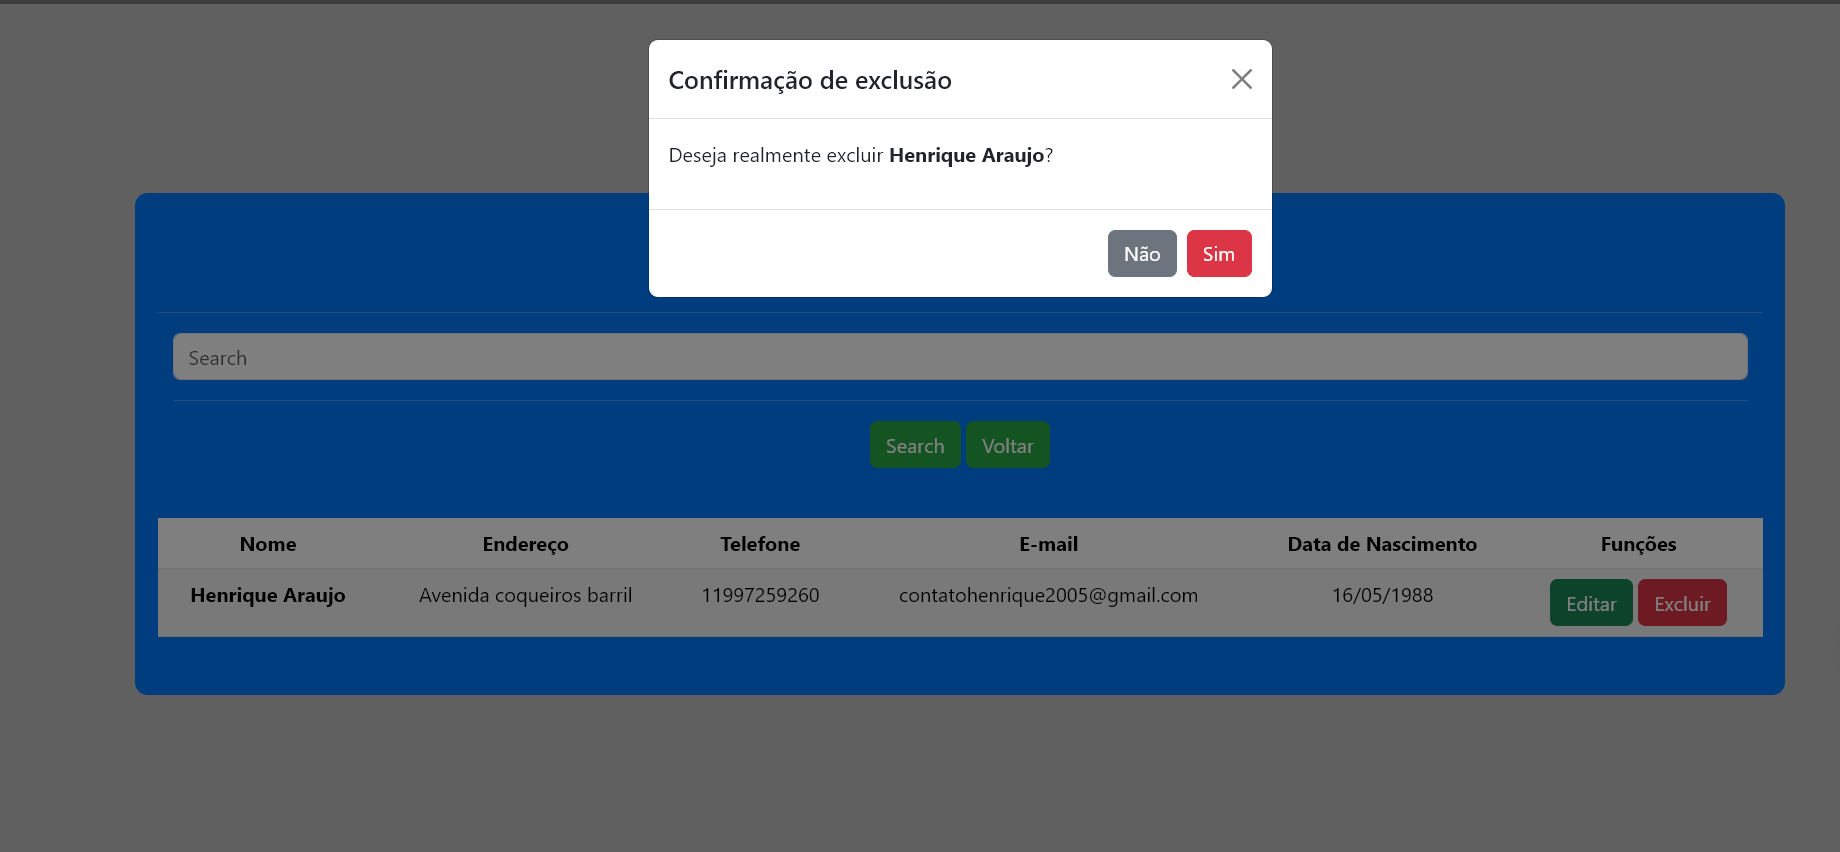 Confirmação de exclusão
Deseja realmente excluir Henrique Araujo?
Não Sim
Search
Search Voltar
Nome Endereço Telefone E-mail Data de Nascimento Funções
Henrique Araujo Avenida coqueiros barril 11997259260 contatohenrique2005@gmail.com 16/05/1988 Editar Excluir